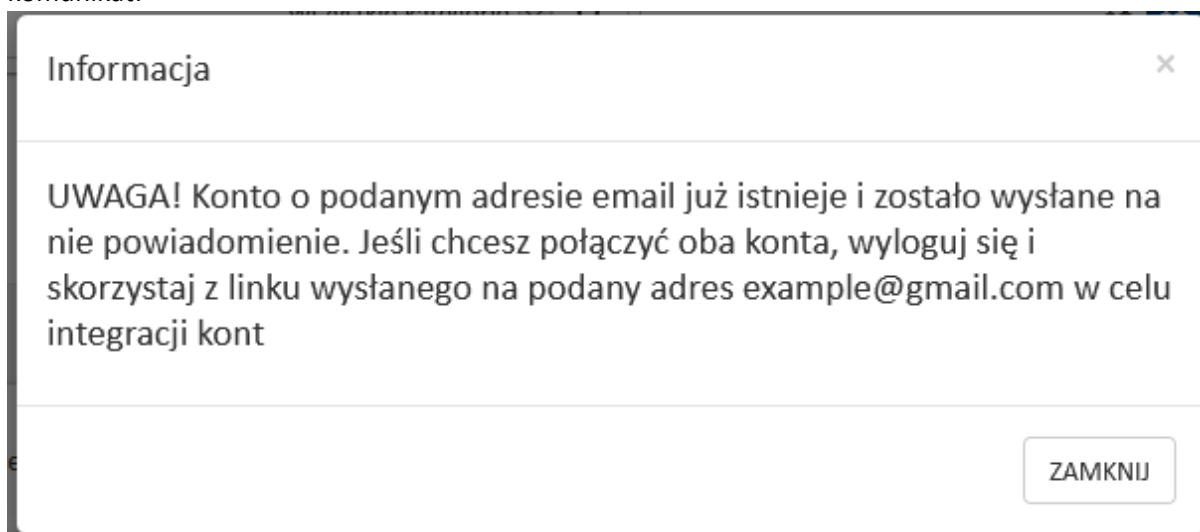 komunikat:
Informacja
×
UWAGA! Konto o podanym adresie email już istnieje i zostało wysłane na
nie powiadomienie. Jeśli chcesz połączyć oba konta, wyloguj się i
skorzystaj z linku wysłanego na podany adres example@gmail.com w celu
integracji kont
ZAMKNIJ